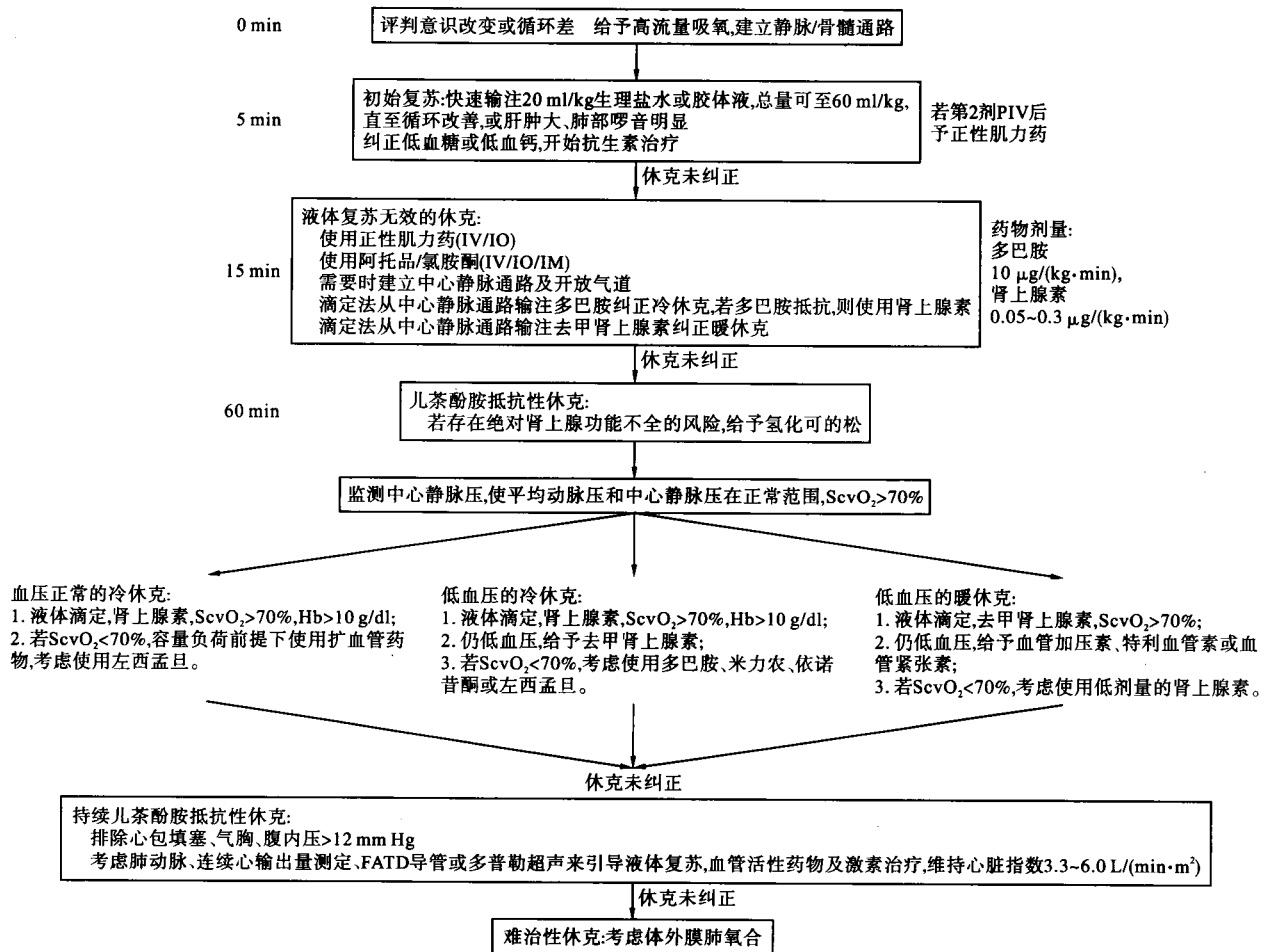 0 min
评判意识改变或循环差 给予高流量吸氧,建立静脉/骨髓通路
5 min
初始复苏:快速输注20 ml/kg生理盐水或胶体液,总量可至60 ml/kg,
直至循环改善,或肝肿大、肺部啰音明显
纠正低血糖或低血钙,开始抗生素治疗
若第2剂PIV后
予正性肌力药
休克未纠正
15 min
液体复苏无效的休克:
使用正性肌力药(IV/IO)
使用阿托品/氯胺酮(IV/IO/IM)
需要时建立中心静脉通路及开放气道
滴定法从中心静脉通路输注多巴胺纠正冷休克,若多巴胺抵抗,则使用肾上腺素
滴定法从中心静脉通路输注去甲肾上腺素纠正暖休克
药物剂量:
多巴胺
10 μg/(kg·min),
肾上腺素
0.05~0.3 μg/(kg·min)
休克未纠正
60 min
儿茶酚胺抵抗性休克:
若存在绝对肾上腺功能不全的风险,给予氢化可的松
监测中心静脉压,使平均动脉压和中心静脉压在正常范围,ScvO₂>70%
血压正常的冷休克:
1. 液体滴定,肾上腺素,ScvO₂>70%,Hb>10 g/dl;
2. 若ScvO₂<70%,容量负荷前提下使用扩血管药
物,考虑使用左西孟旦。
低血压的冷休克:
1. 液体滴定,肾上腺素,ScvO₂>70%,Hb>10 g/dl;
2. 仍低血压,给予去甲肾上腺素;
3. 若ScvO₂<70%,考虑使用多巴胺、米力农、依诺
昔酮或左西孟旦。
低血压的暖休克:
1. 液体滴定,去甲肾上腺素,ScvO₂>70%;
2. 仍低血压,给予血管加压素、特利血管素或血
管紧张素;
3. 若ScvO₂<70%,考虑使用低剂量的肾上腺素。
休克未纠正
持续儿茶酚胺抵抗性休克:
排除心包填塞、气胸、腹内压>12 mm Hg
考虑肺动脉、连续心输出量测定、FATD导管或多普勒超声来引导液体复苏,血管活性药物及激素治疗,维持心脏指数3.3~6.0 L/(min·m²)
休克未纠正
难治性休克:考虑体外膜肺氧合